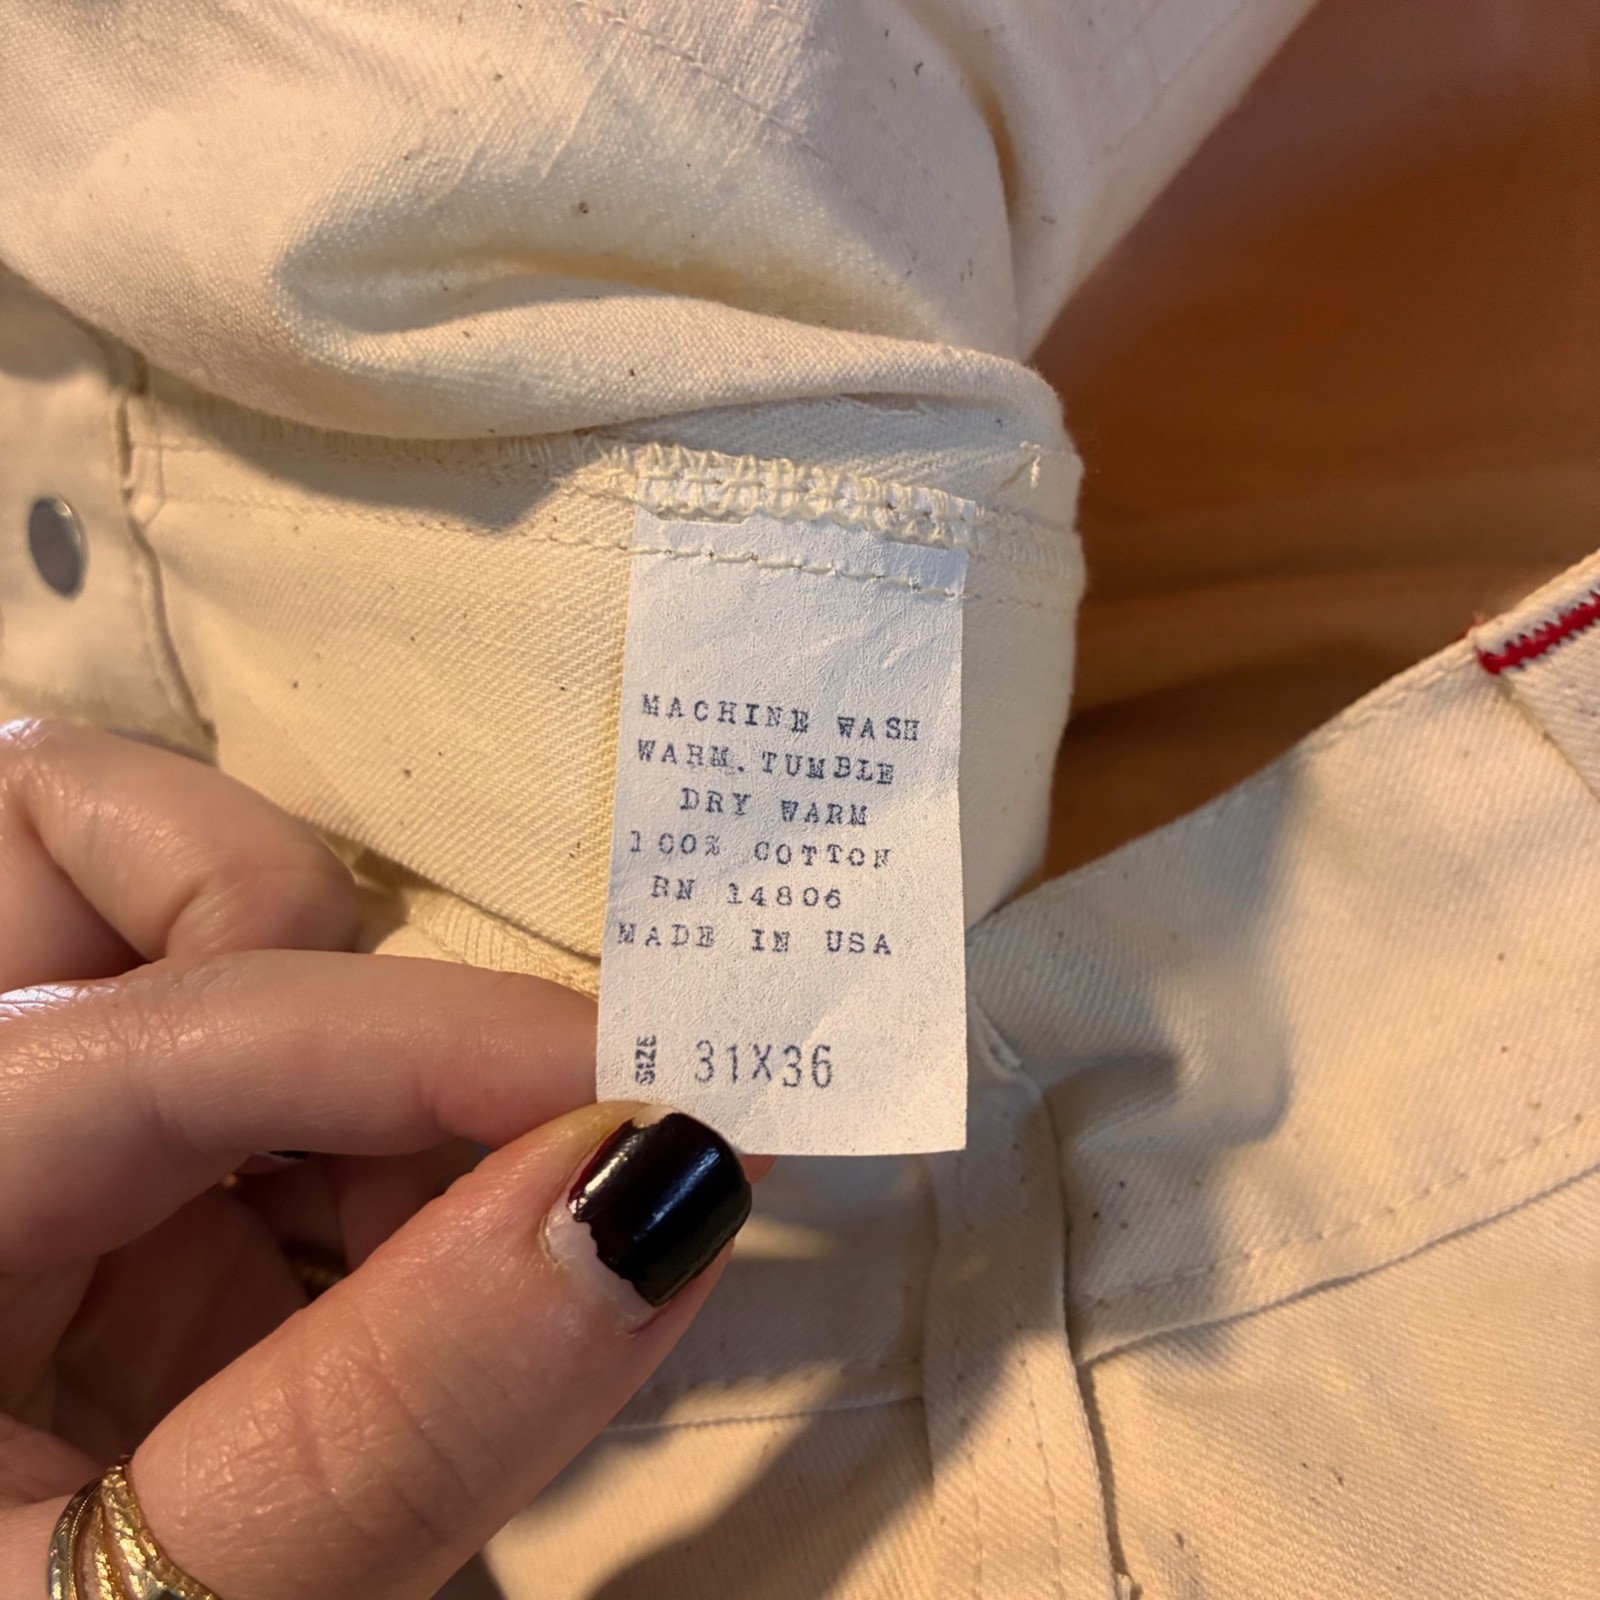 MACHINE WASH
WARM. TUMBLE
DRY WARM
100% COTTON
RN 14806
MADE IN USA
SIZE 31X36